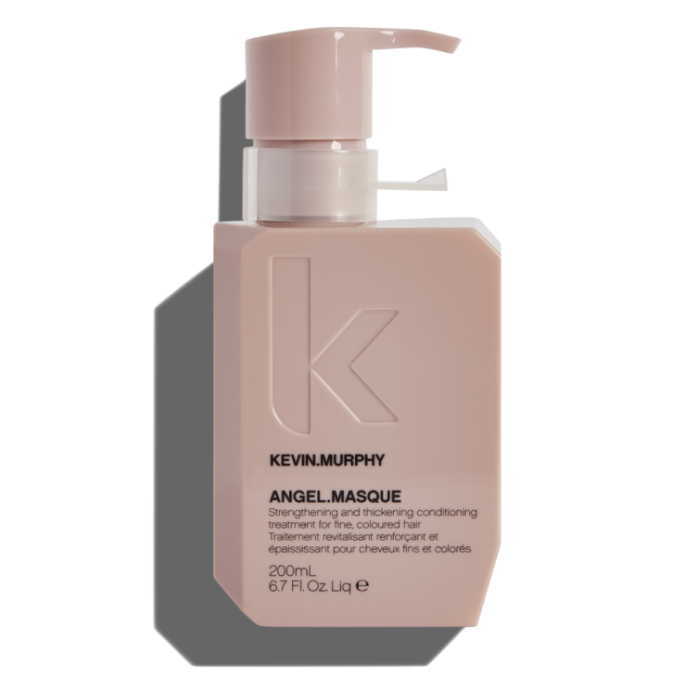 K
KEVIN.MURPHY
ANGEL.MASQUE
Strengthening and thickening conditioning
treatment for fine, coloured hair
Traitement revitalisant renforçant et
épaississant pour cheveux fins et colorés
200mL
6.7 Fl. Oz. Liq ℮